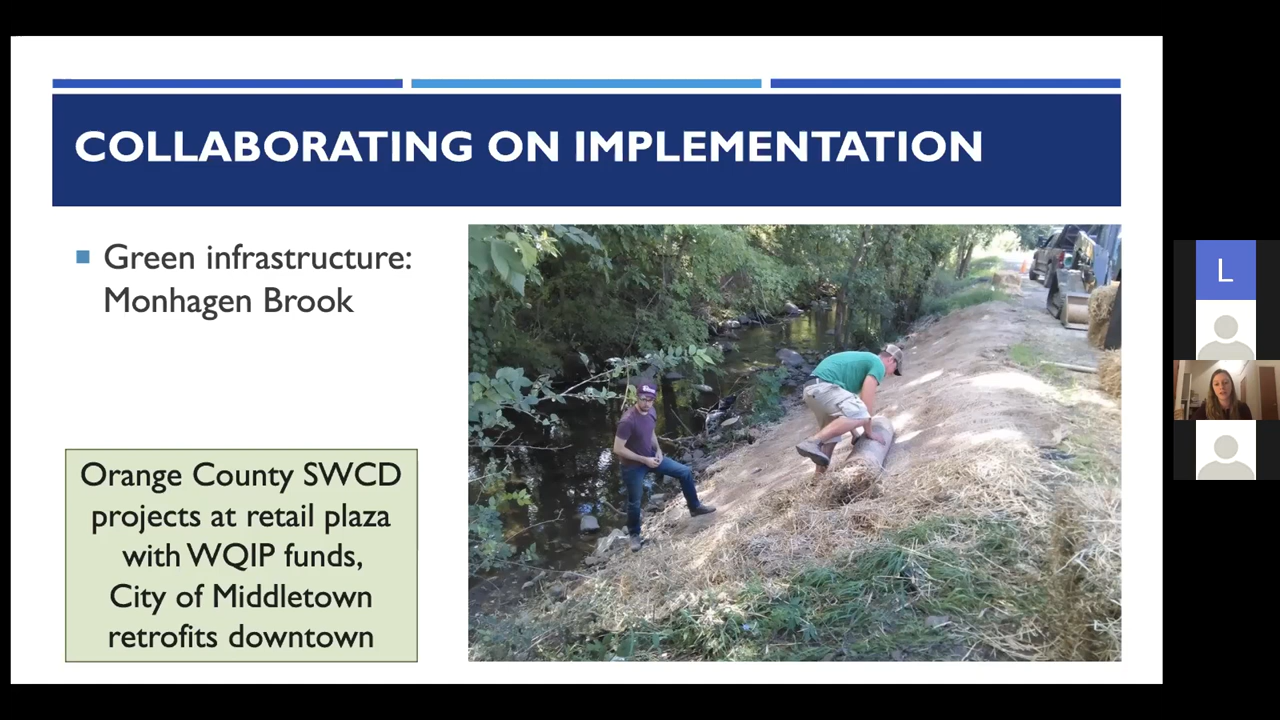 COLLABORATING ON IMPLEMENTATION
Green infrastructure:
Monhagen Brook
Orange County SWCD
projects at retail plaza
with WQIP funds,
City of Middletown
retrofits downtown
L